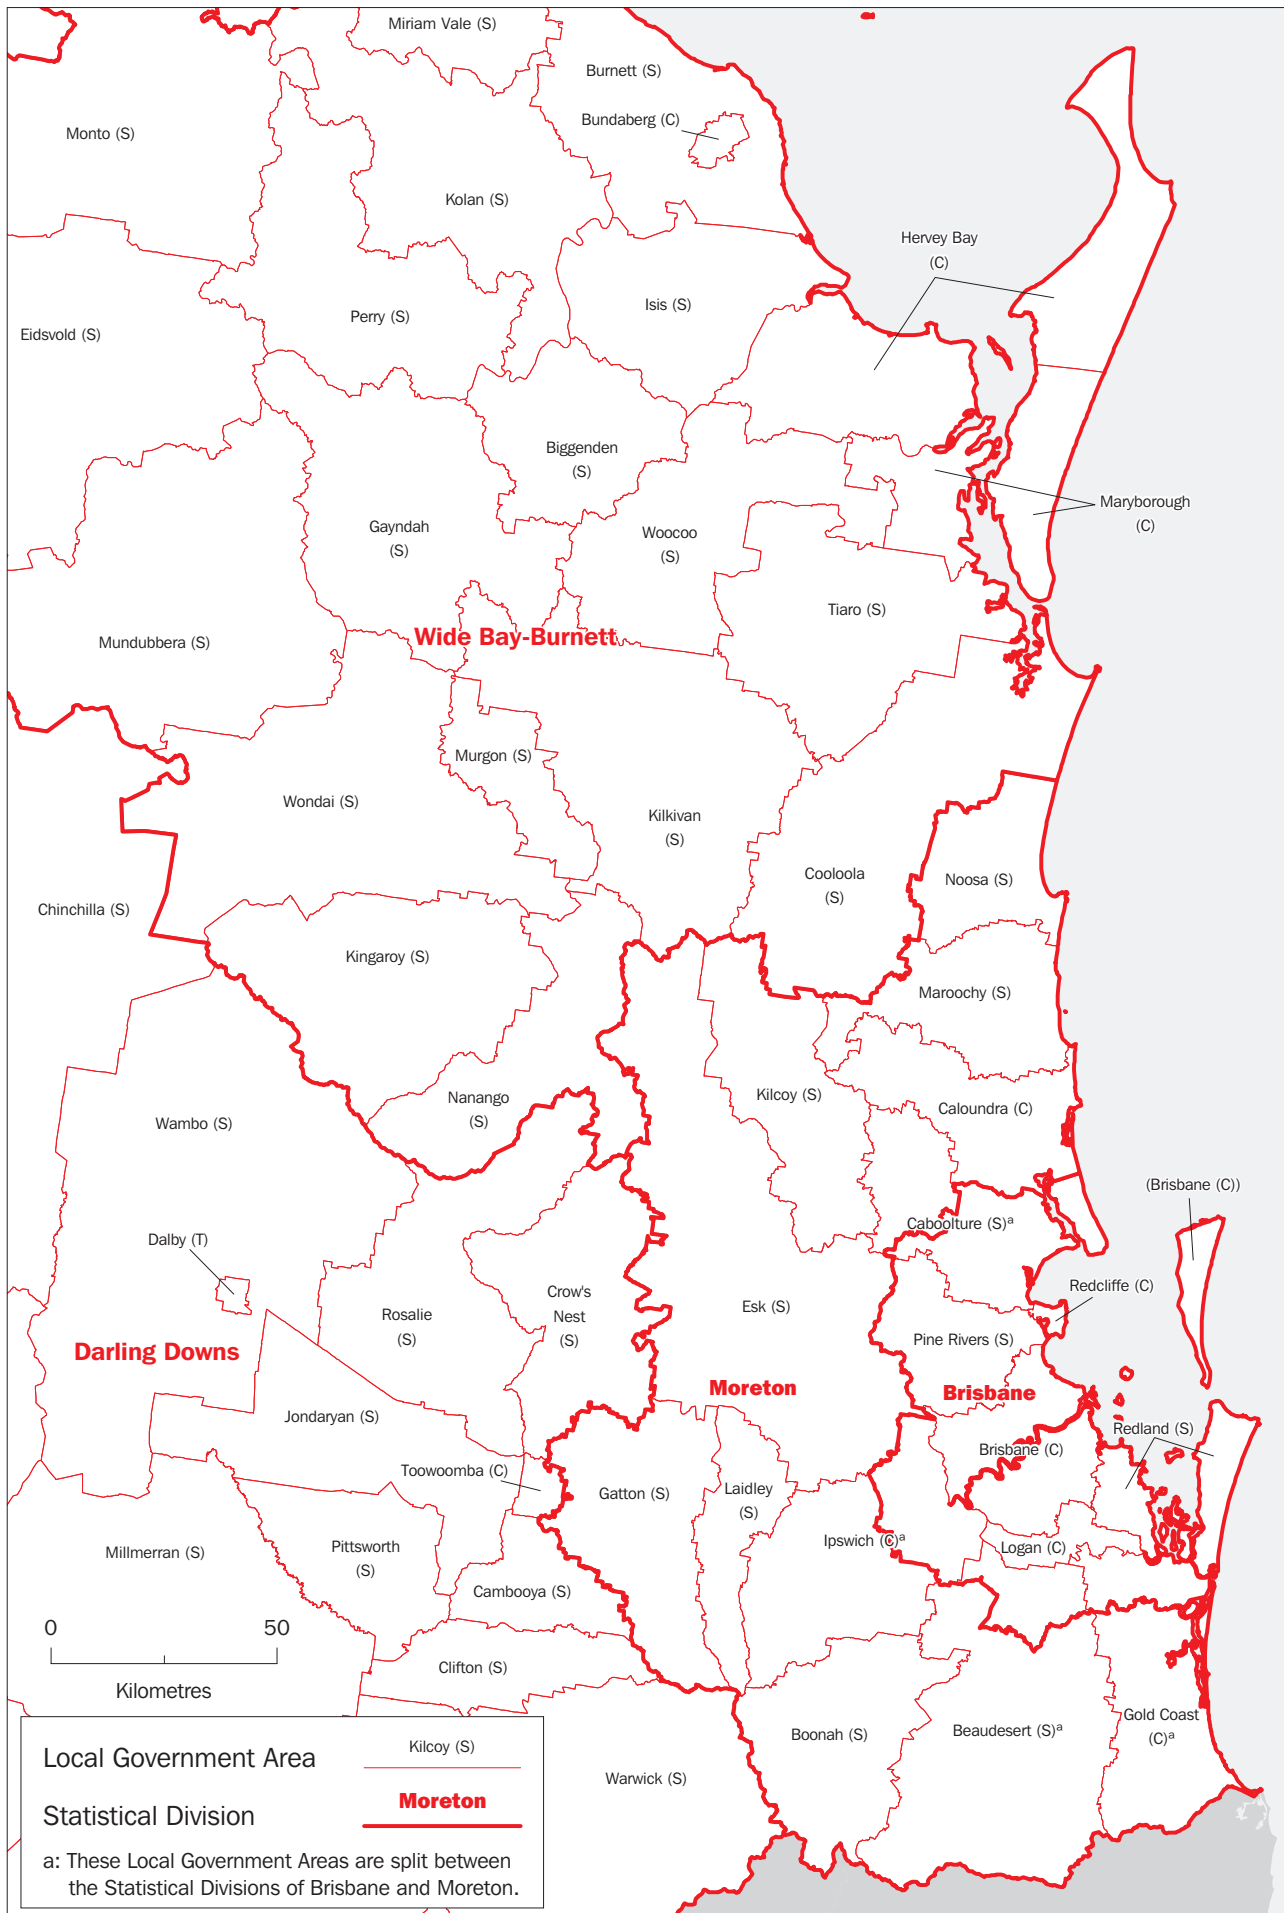 Miriam Vale (S)
Burnett (S)
Bundaberg (C)
Monto (S)
Kolan (S)
Hervey Bay
(C)
Isis (S)
Perry (S)
Eidsvold (S)
Biggenden
(S)
Maryborough
(C)
Gayndah
(S)
Woocoo
(S)
Tiaro (S)
Wide Bay-Burnett
Mundubbera (S)
Murgon (S)
Wondai (S)
Kilkivan
(S)
Cooloola
(S)
Noosa (S)
Chinchilla (S)
Kingaroy (S)
Maroochy (S)
Kilcoy (S)
Nanango
(S)
Caloundra (C)
Wambo (S)
(Brisbane (C))
Caboolture (S)a
Dalby (T)
Redcliffe (C)
Crow's
Nest
(S)
Esk (S)
Rosalie
(S)
Pine Rivers (S)
Darling Downs
Moreton
Brisbane
Jondaryan (S)
Redland (S)
Brisbane (C)
Toowoomba (C)
Gatton (S)
Laidley
(S)
Ipswich (C)a
Logan (C)
Millmerran (S)
Pittsworth
(S)
Cambooya (S)
0 50
Kilometres
Clifton (S)
Boonah (S)
Beaudesert (S)a
Gold Coast
(C)a
Warwick (S)
Local Government Area
Kilcoy (S)
Statistical Division
Moreton
a: These Local Government Areas are split between
the Statistical Divisions of Brisbane and Moreton.